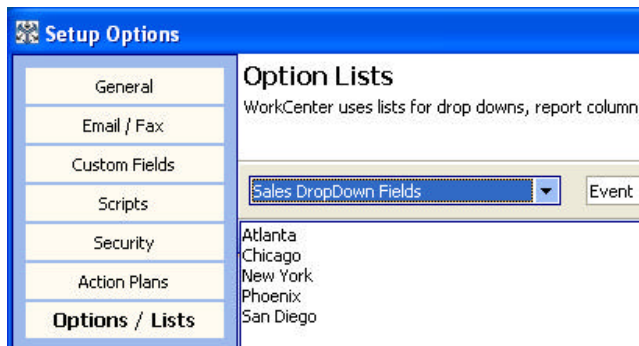 Setup Options
General
Email / Fax
Custom Fields
Scripts
Security
Action Plans
Options / Lists
Option Lists
WorkCenter uses lists for drop downs, report column
Sales DropDown Fields
Event
Atlanta
Chicago
New York
Phoenix
San Diego